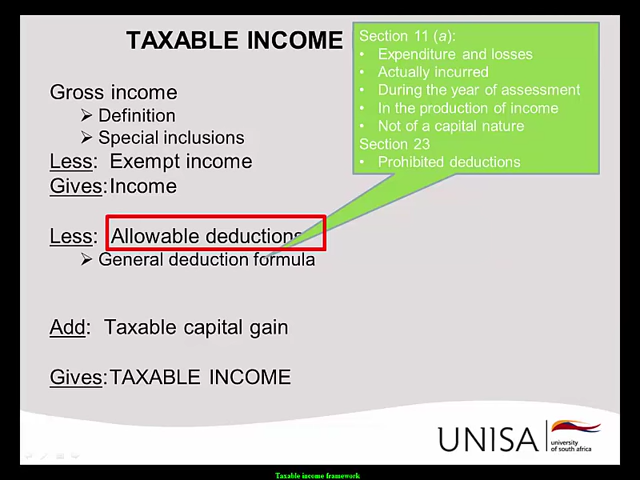 TAXABLE INCOME
Section 11 (a):
• Expenditure and losses
• Actually incurred
• During the year of assessment
• In the production of income
• Not of a capital nature
Section 23
• Prohibited deductions
Gross income
➤ Definition
➤ Special inclusions
Less: Exempt income
Gives: Income
Less: Allowable deductions
➤ General deduction formula
Add: Taxable capital gain
Gives: TAXABLE INCOME
UNISA
university
of south africa
Taxable income framework